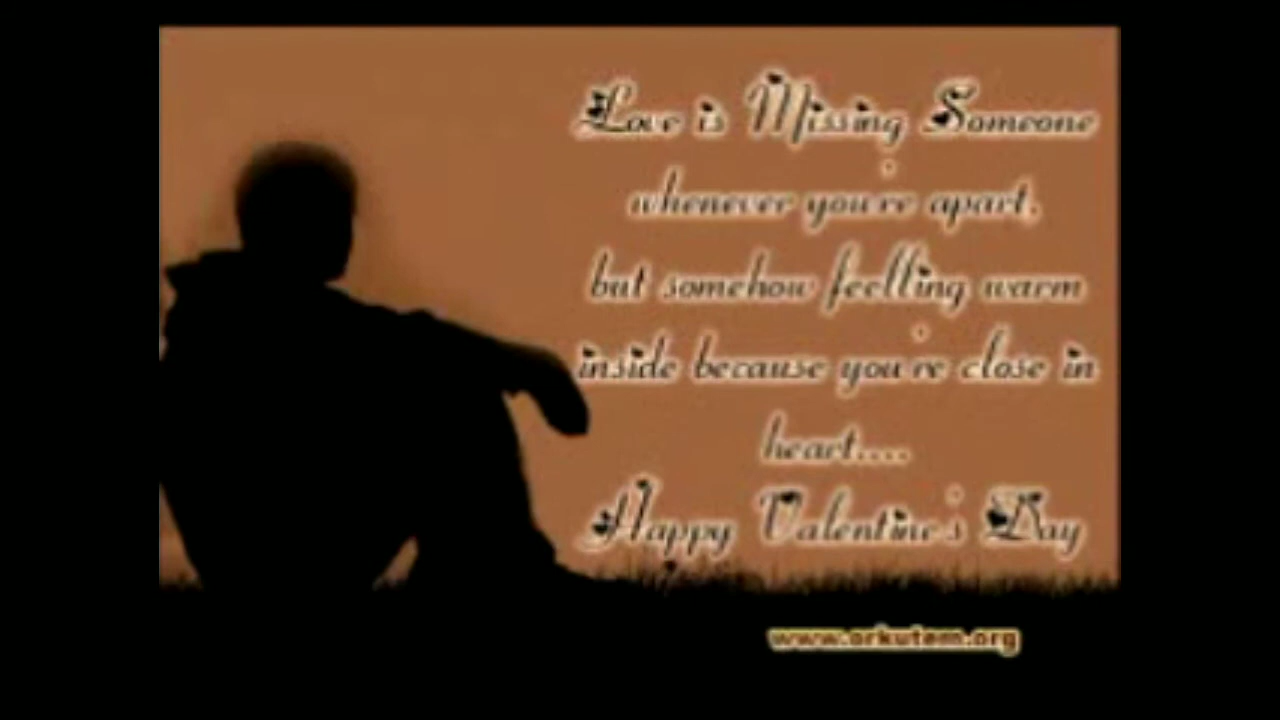 Love is Missing Someone
whenever you're apart,
but somehow feelling warm
inside because you're close in
heart....
Happy Valentine's Day
www.orkutem.org